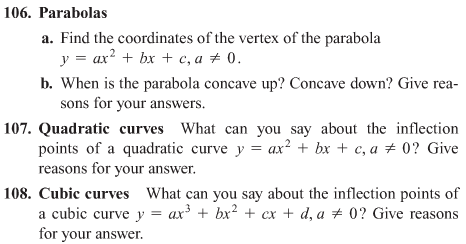 106. Parabolas
a. Find the coordinates of the vertex of the parabola
y = ax² + bx + c, a ≠ 0.
b. When is the parabola concave up? Concave down? Give rea-
sons for your answers.
107. Quadratic curves What can you say about the inflection
points of a quadratic curve y = ax² + bx + c, a ≠ 0? Give
reasons for your answer.
108. Cubic curves What can you say about the inflection points of
a cubic curve y = ax³ + bx² + cx + d, a ≠ 0? Give reasons
for your answer.